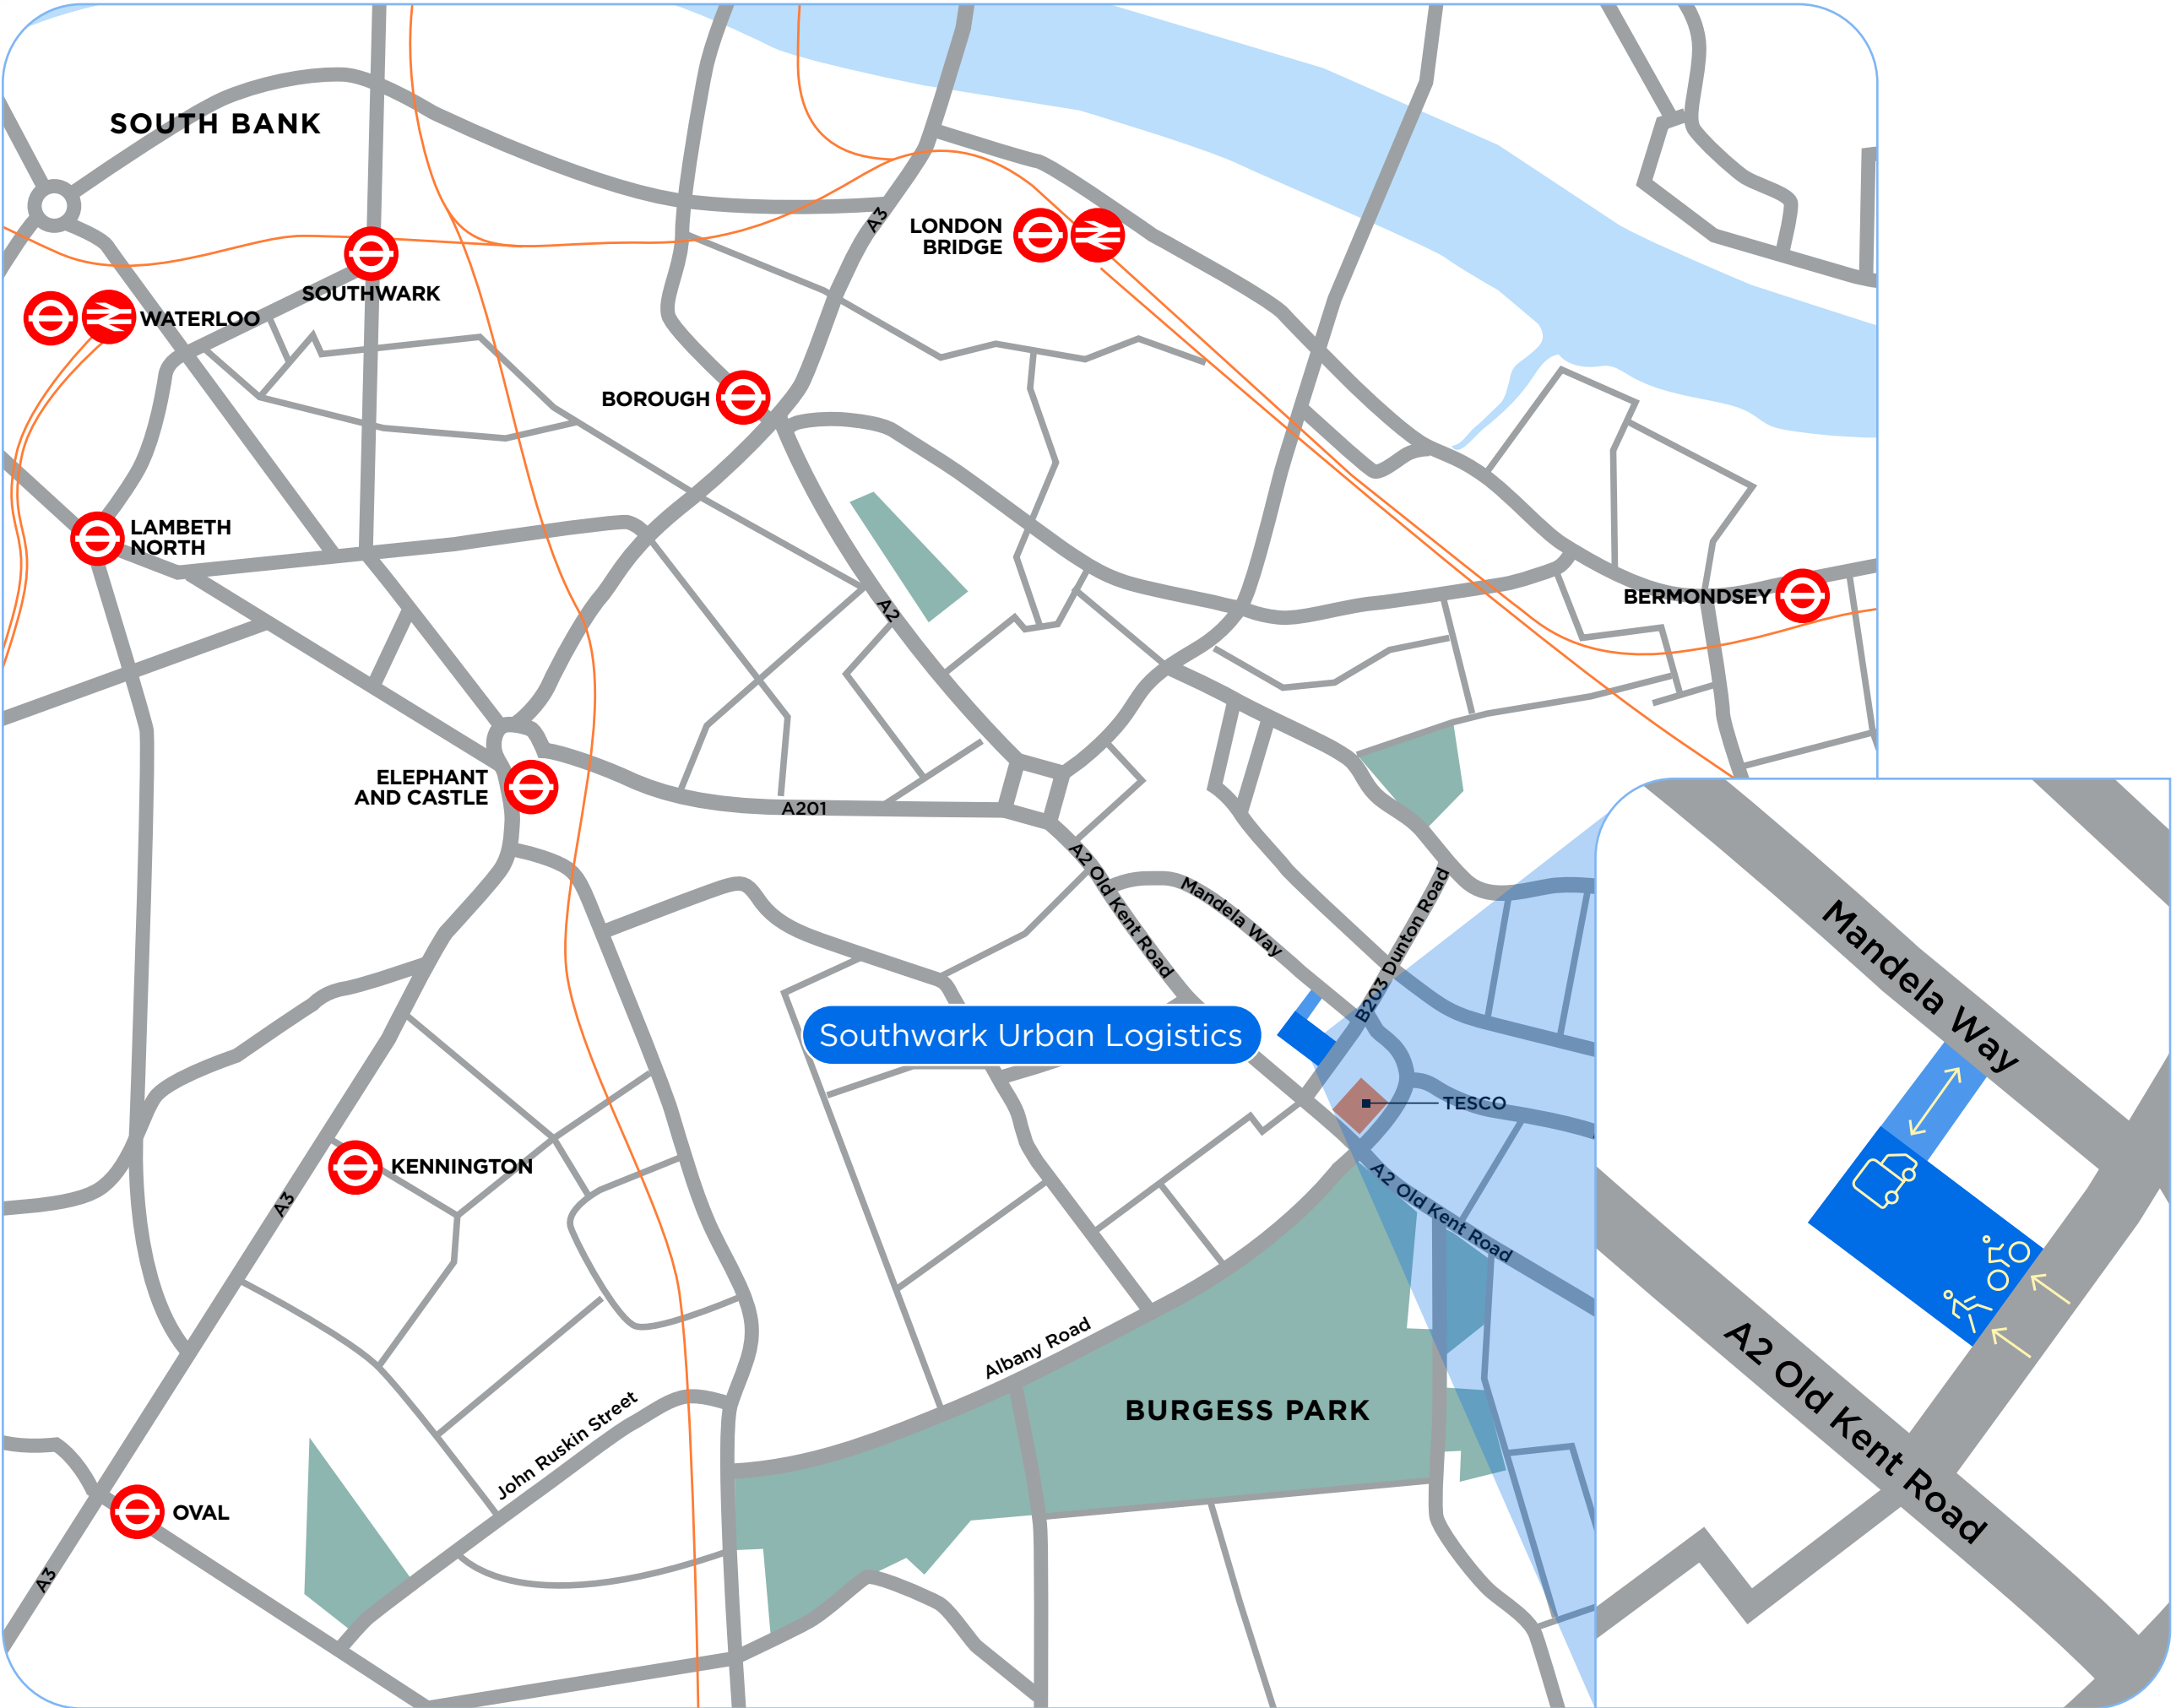 SOUTH BANK
A3
LONDON
BRIDGE
SOUTHWARK
WATERLOO
BOROUGH
LAMBETH
NORTH
A2
BERMONDSEY
ELEPHANT
AND CASTLE
A201
A2 Old Kent Road
Mandela Way
B203 Dunton Road
Mandela Way
Southwark Urban Logistics
TESCO
KENNINGTON
A3
A2 Old Kent Road
Albany Road
A2 Old Kent Road
BURGESS PARK
John Ruskin Street
OVAL
A3